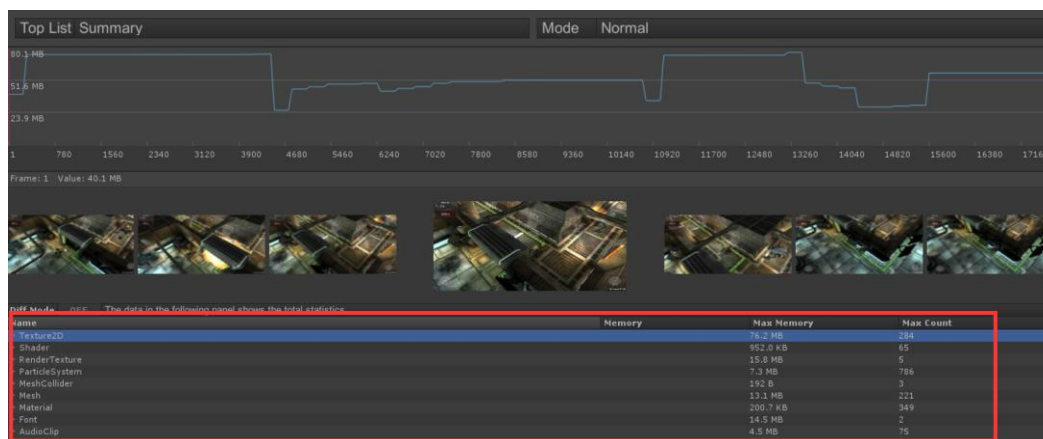 Top List Summary Mode Normal
80.1 MB
51.6 MB
23.9 MB
1 780 1560 2340 3120 3900 4680 5460 6240 7020 7800 8580 9360 10140 10920 11700 12480 13260 14040 14820 15600 16380 1716
Frame: 1 Value: 40.1 MB
Diff Mode OFF The data in the following panel shows the total statistics
Name Memory Max Memory Max Count
Texture2D 76.2 MB 284
Shader 952.0 KB 65
RenderTexture 15.8 MB 5
ParticleSystem 7.3 MB 786
MeshCollider 192 B 3
Mesh 13.1 MB 221
Material 200.7 KB 349
Font 14.5 MB 2
AudioClip 4.5 MB 75